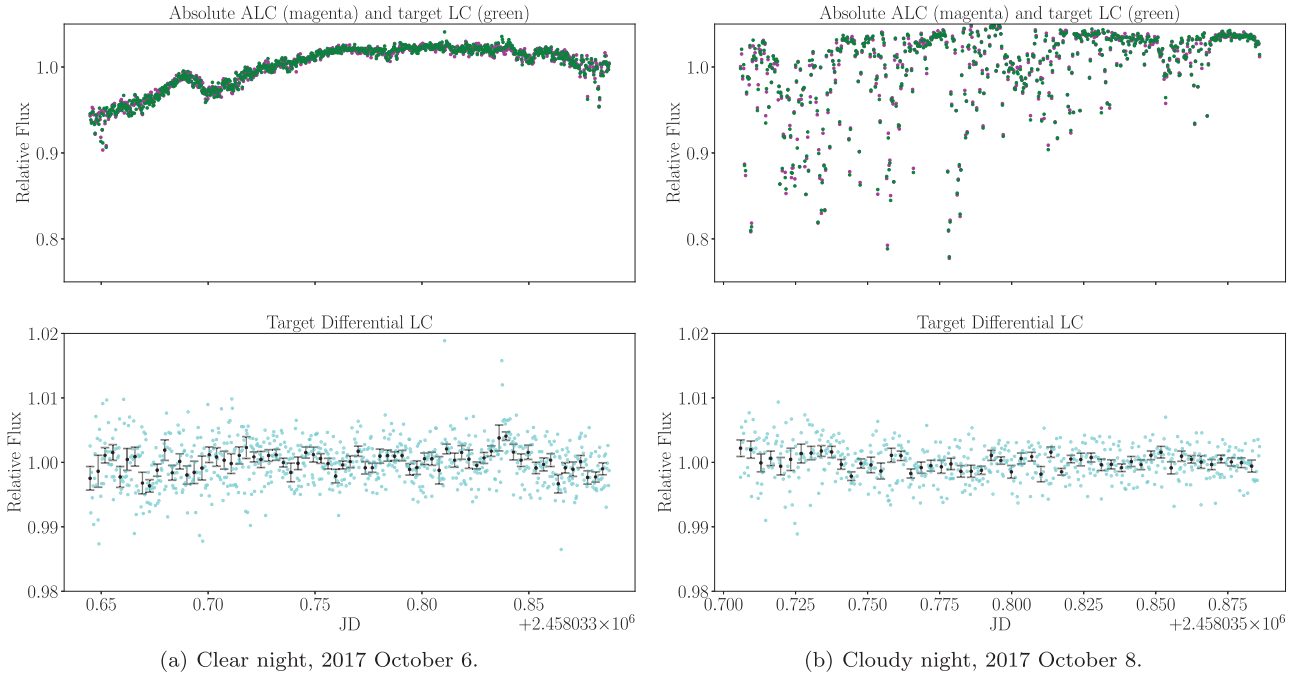 Absolute ALC (magenta) and target LC (green)
Relative Flux
1.0
0.9
0.8
Target Differential LC
Relative Flux
1.02
1.01
1.00
0.99
0.98
0.65 0.70 0.75 0.80 0.85
JD
+2.458033×10⁶
(a) Clear night, 2017 October 6.
Absolute ALC (magenta) and target LC (green)
Relative Flux
1.0
0.9
0.8
Target Differential LC
Relative Flux
1.02
1.01
1.00
0.99
0.98
0.700 0.725 0.750 0.775 0.800 0.825 0.850 0.875
JD
+2.458035×10⁶
(b) Cloudy night, 2017 October 8.